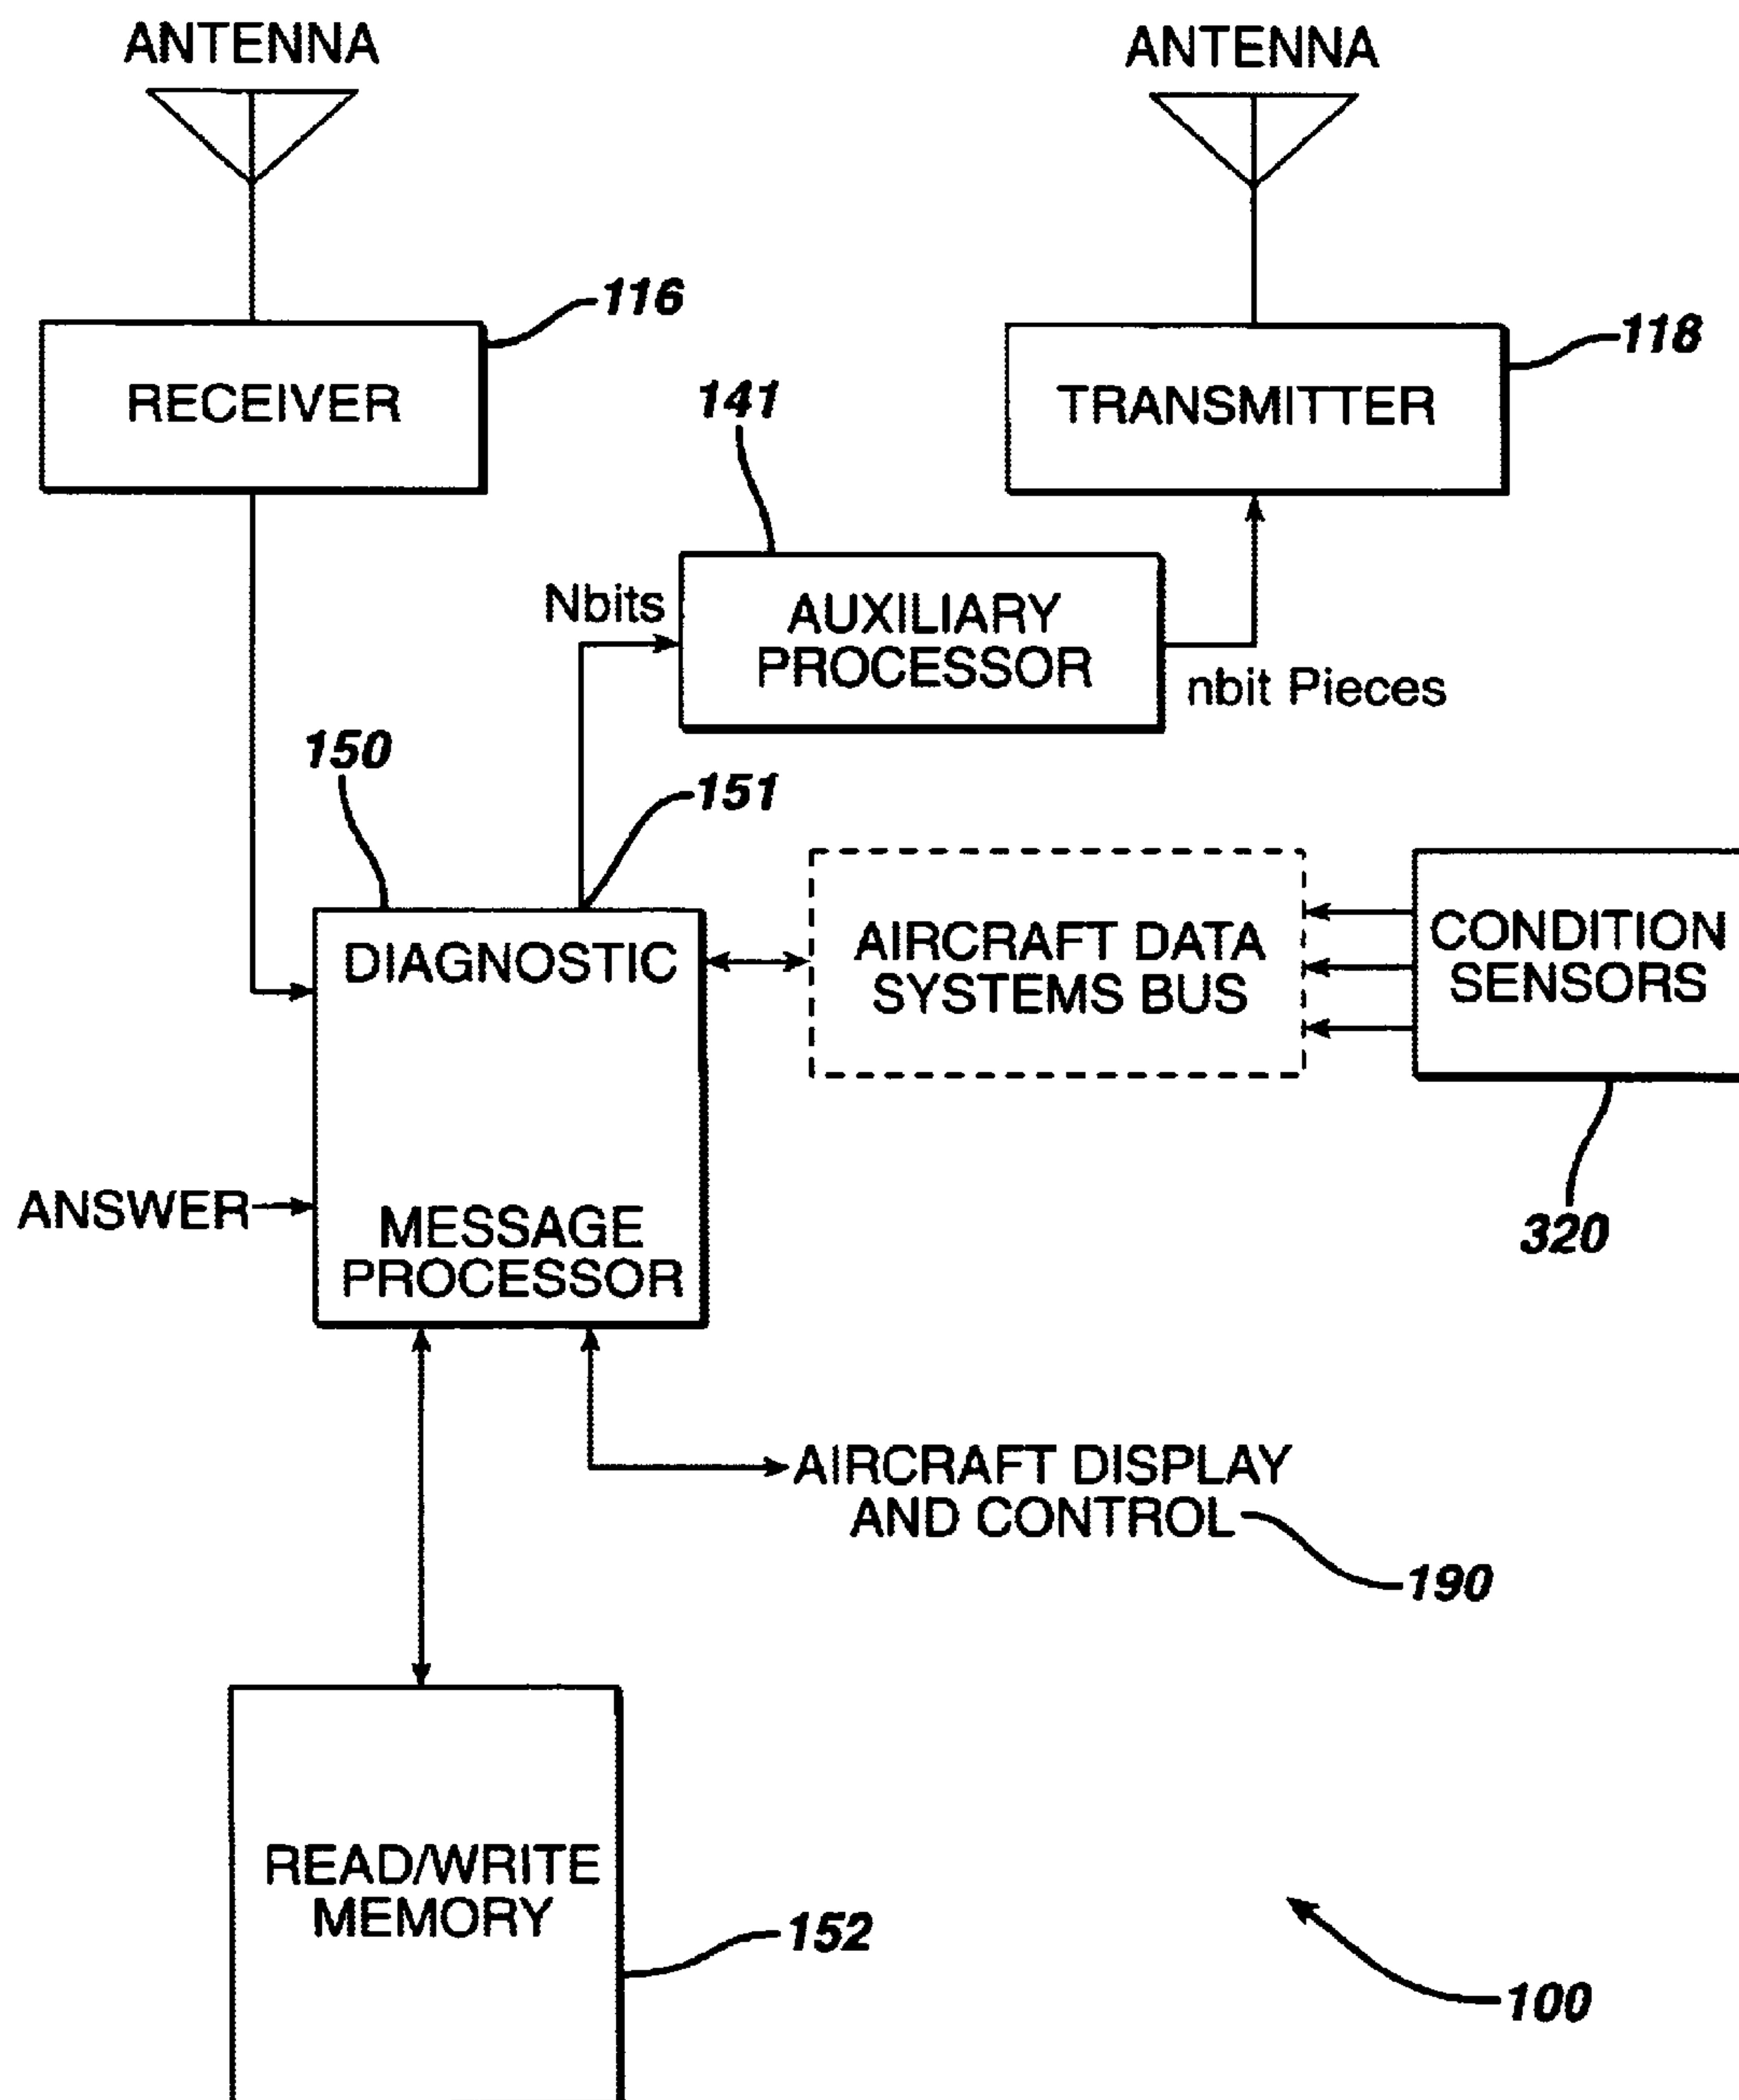 ANTENNA
ANTENNA
116
RECEIVER
118
TRANSMITTER
141
Nbits
AUXILIARY
PROCESSOR
nbit Pieces
150
151
DIAGNOSTIC
AIRCRAFT DATA
SYSTEMS BUS
CONDITION
SENSORS
ANSWER
MESSAGE
PROCESSOR
320
AIRCRAFT DISPLAY
AND CONTROL
190
READ/WRITE
MEMORY
152
100